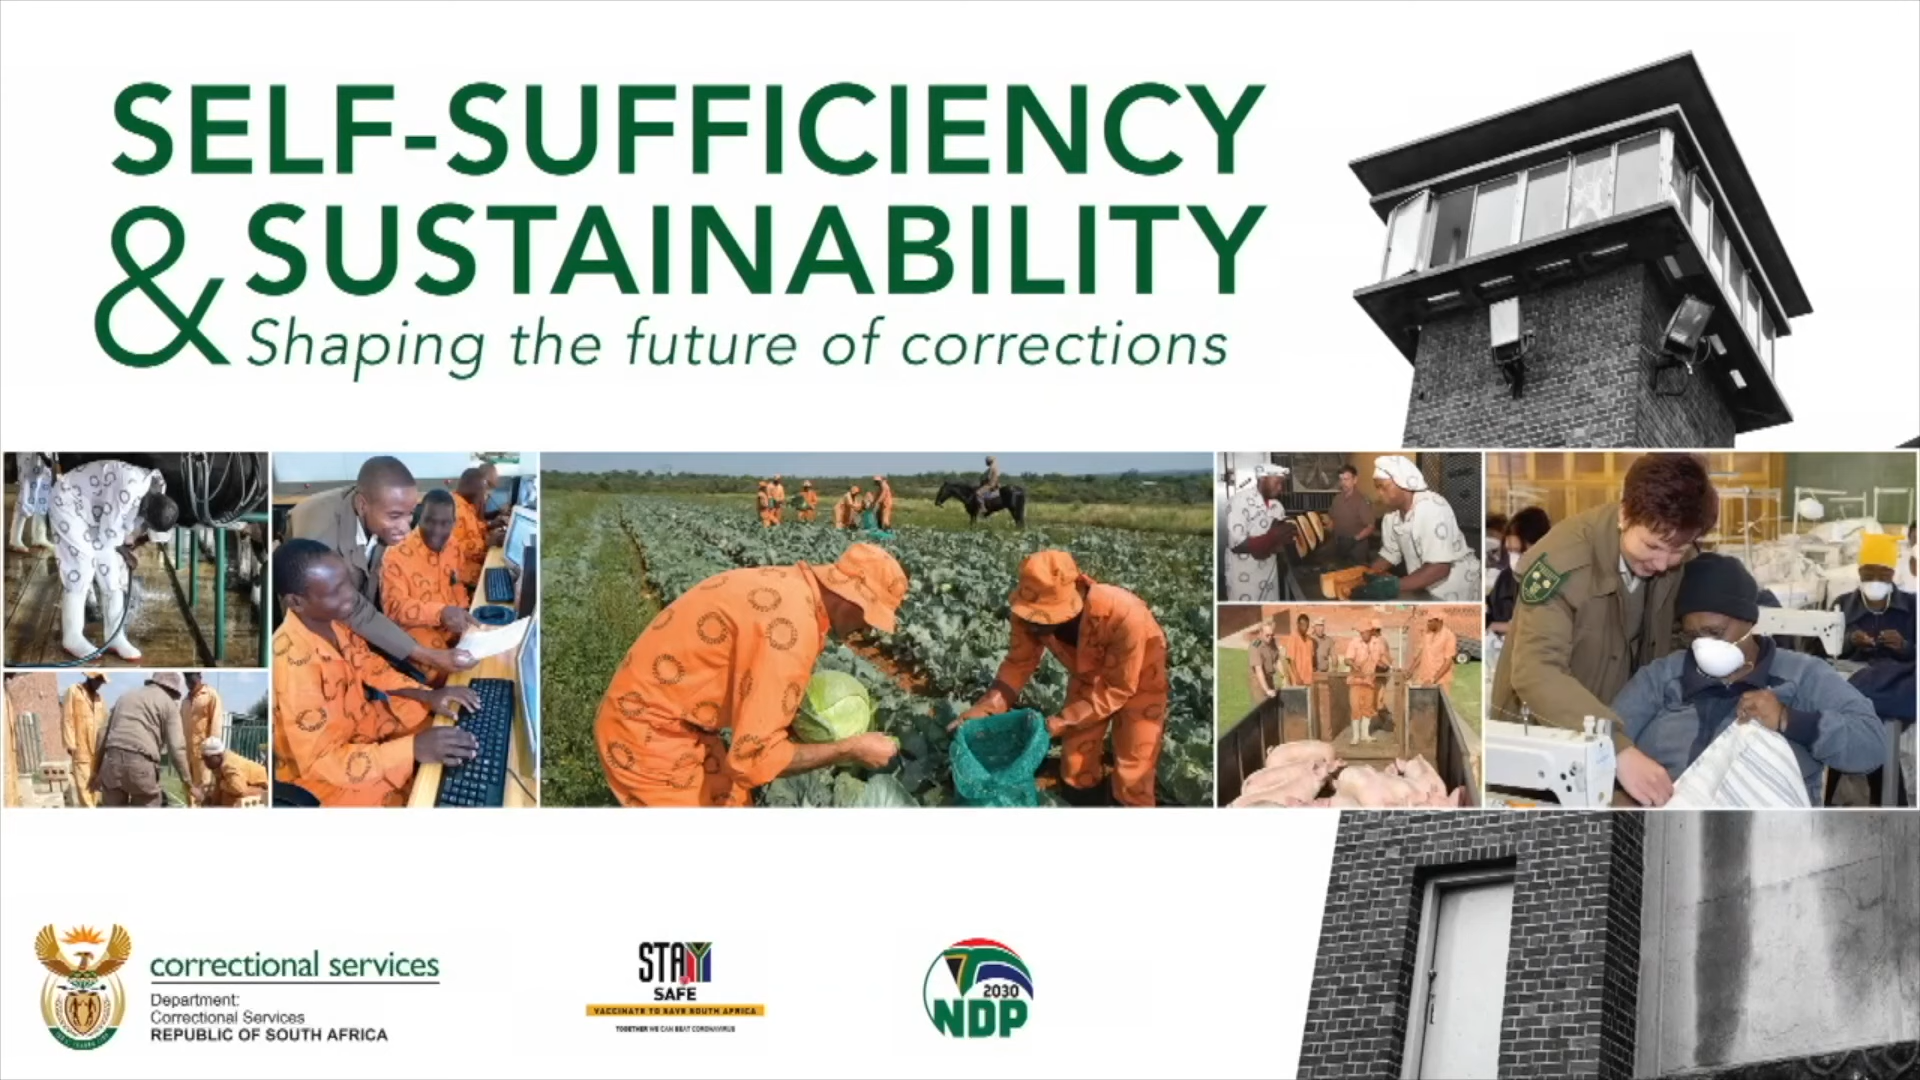 SELF-SUFFICIENCY
& SUSTAINABILITY
Shaping the future of corrections
correctional services
Department:
Correctional Services
REPUBLIC OF SOUTH AFRICA
STAY
SAFE
VACCINATE TO SAVE SOUTH AFRICA
TOGETHER WE CAN BEAT CORONAVIRUS
2030
NDP